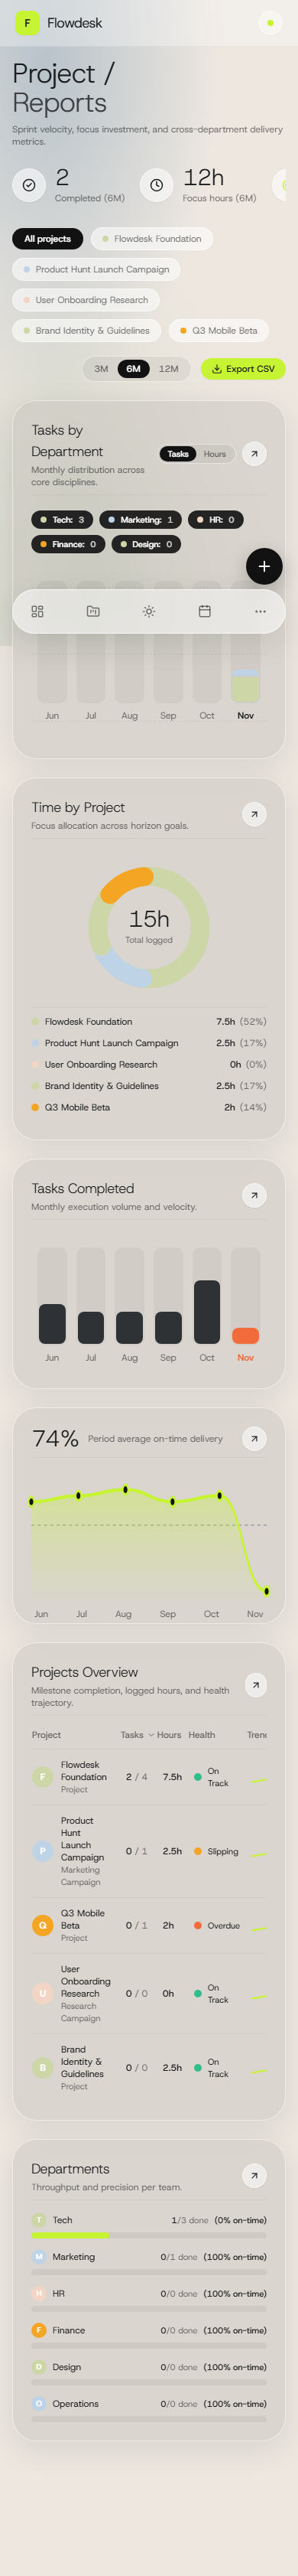 F Flowdesk
Project /
Reports
Sprint velocity, focus investment, and cross-department delivery
metrics.
2
Completed (6M)
12h
Focus hours (6M)
All projects
Flowdesk Foundation
Product Hunt Launch Campaign
User Onboarding Research
Brand Identity & Guidelines
Q3 Mobile Beta
3M 6M 12M
Export CSV
Tasks by
Department
Monthly distribution across
core disciplines.
Tasks Hours
Tech: 3
Marketing: 1
HR: 0
Finance: 0
Design: 0
Jun Jul Aug Sep Oct Nov
Time by Project
Focus allocation across horizon goals.
15h
Total logged
Flowdesk Foundation 7.5h (52%)
Product Hunt Launch Campaign 2.5h (17%)
User Onboarding Research 0h (0%)
Brand Identity & Guidelines 2.5h (17%)
Q3 Mobile Beta 2h (14%)
Tasks Completed
Monthly execution volume and velocity.
Jun Jul Aug Sep Oct Nov
74% Period average on-time delivery
Jun Jul Aug Sep Oct Nov
Projects Overview
Milestone completion, logged hours, and health
trajectory.
Project Tasks Hours Health
F
Flowdesk
Foundation
Project
2 / 4 7.5h
On
Track
P
Product
Hunt
Launch
Campaign
Marketing
Campaign
0 / 1 2.5h Slipping
Q
Q3 Mobile
Beta
Project
0 / 1 2h Overdue
U
User
Onboarding
Research
Research
Campaign
0 / 0 0h
On
Track
B
Brand
Identity &
Guidelines
Project
0 / 0 2.5h
On
Track
Departments
Throughput and precision per team.
T Tech 1/3 done (0% on-time)
M Marketing 0/1 done (100% on-time)
H HR 0/0 done (100% on-time)
F Finance 0/0 done (100% on-time)
D Design 0/0 done (100% on-time)
O Operations 0/0 done (100% on-time)